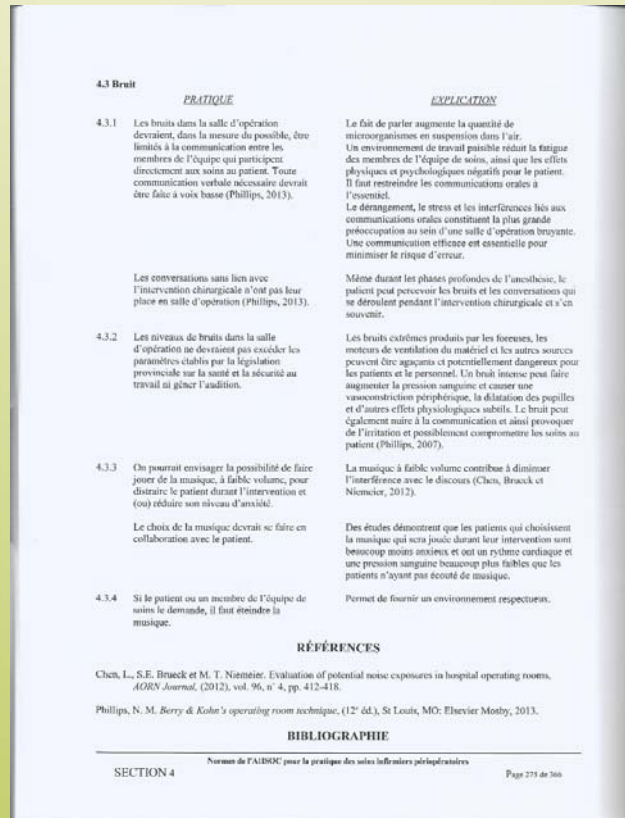 4.3 Bruit
PRATIQUE
EXPLICATION
4.3.1 Les bruits dans la salle d'opération
devraient, dans la mesure du possible, être
limités à la communication entre les
membres de l'équipe qui participent
directement aux soins au patient. Toute
communication verbale nécessaire devrait
être faite à voix basse (Phillips, 2013).
Le fait de parler augmente la quantité de
microorganismes en suspension dans l'air.
Un environnement de travail paisible réduit la fatigue
des membres de l'équipe de soins, ainsi que les effets
physiques et psychologiques négatifs pour le patient.
Il faut restreindre les communications orales à
l'essentiel.
Le dérangement, le stress et les interférences liés aux
communications orales constituent la plus grande
préoccupation au sein d'une salle d'opération bruyante.
Une communication efficace est essentielle pour
minimiser le risque d'erreur.
Les conversations sans lien avec
l'intervention chirurgicale n'ont pas leur
place en salle d'opération (Phillips, 2013).
Même durant les phases profondes de l'anesthésie, le
patient peut percevoir les bruits et les conversations qui
se déroulent pendant l'intervention chirurgicale et s'en
souvenir.
4.3.2 Les niveaux de bruits dans la salle
d'opération ne devraient pas excéder les
paramètres établis par la législation
provinciale sur la santé et la sécurité au
travail ni gêner l'audition.
Les bruits extrêmes produits par les foreuses, les
moteurs de ventilation du matériel et les autres sources
peuvent être agaçants et potentiellement dangereux pour
les patients et le personnel. Un bruit intense peut faire
augmenter la pression sanguine et causer une
vasoconstriction périphérique, la dilatation des pupilles
et d'autres effets physiologiques subtils. Le bruit peut
également nuire à la communication et ainsi provoquer
de l'irritation et possiblement compromettre les soins au
patient (Phillips, 2007).
4.3.3 On pourrait envisager la possibilité de faire
jouer de la musique, à faible volume, pour
distraire le patient durant l'intervention et
(ou) réduire son niveau d'anxiété.
La musique à faible volume contribue à diminuer
l'interférence avec le discours (Chen, Brueck et
Niemeier, 2012).
Le choix de la musique devrait se faire en
collaboration avec le patient.
Des études démontrent que les patients qui choisissent
la musique qui sera jouée durant leur intervention sont
beaucoup moins anxieux et ont un rythme cardiaque et
une pression sanguine beaucoup plus faibles que les
patients n'ayant pas écouté de musique.
4.3.4 Si le patient ou un membre de l'équipe de
soins le demande, il faut éteindre la
musique.
Permet de fournir un environnement respectueux.
RÉFÉRENCES
Chen, L., S.E. Brueck et M. T. Niemeier. Evaluation of potential noise exposures in hospital operating rooms,
AORN Journal, (2012), vol. 96, n° 4, pp. 412-418.
Phillips, N. M. Berry & Kohn's operating room technique, (12e éd.), St Louis, MO: Elsevier Mosby, 2013.
BIBLIOGRAPHIE
Normes de l'AIISOC pour la pratique des soins infirmiers périopératoires
SECTION 4
Page 275 de 366